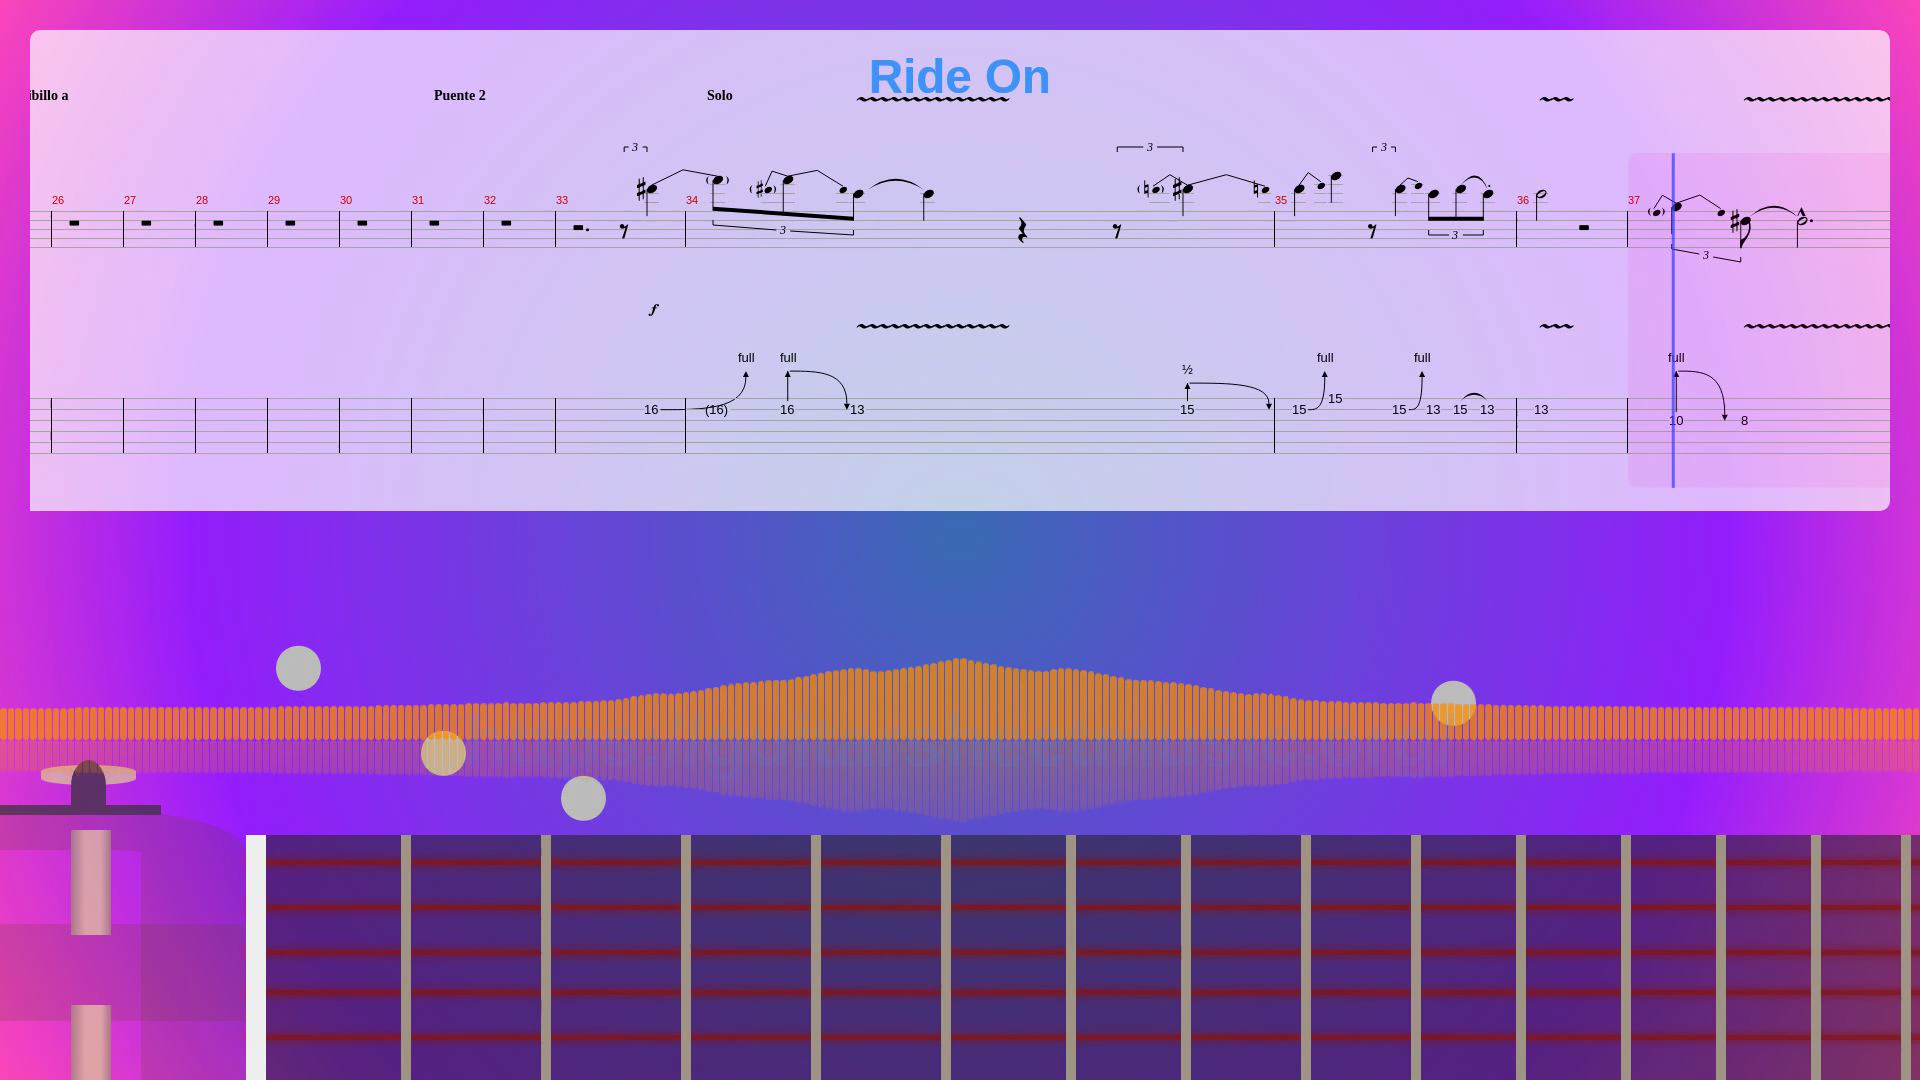 Ride On
ibillo a Puente 2 Solo
3 3 3
26 27 28 29 30 31 32 33 34 35 36 37
3 3 3
f
full full full full full
½
16 (16) 16 13 15 15 15 15 13 15 13 13 10 8